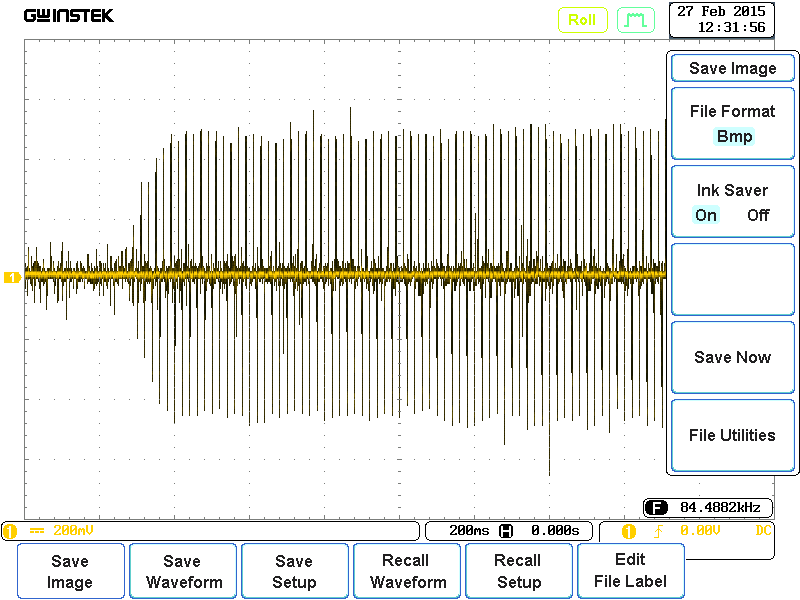 GWINSTEK
Roll
27 Feb 2015
12:31:56
Save Image
File Format
Bmp
Ink Saver
On Off
1
Save Now
File Utilities
F 84.4882kHz
1 200mV
200ms H 0.000s
1 0.00V DC
Save
Image
Save
Waveform
Save
Setup
Recall
Waveform
Recall
Setup
Edit
File Label